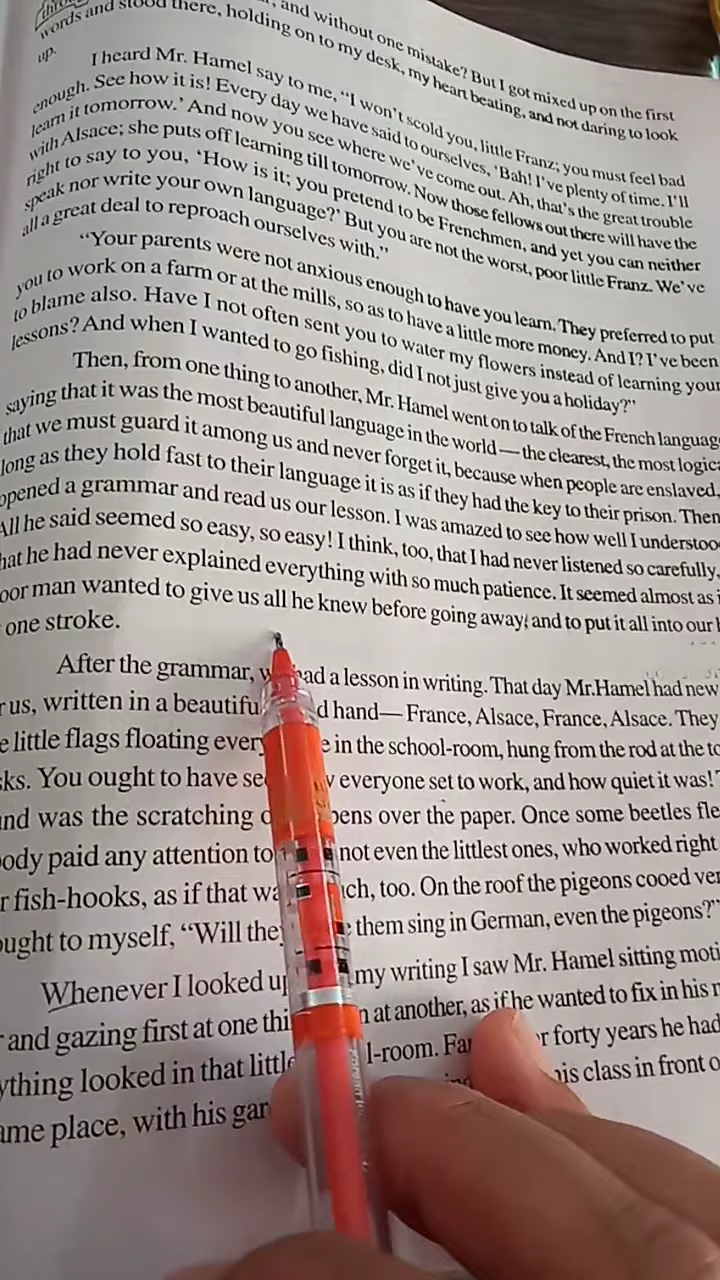 , and without one mistake? But I got mixed up on the first
words and stood there, holding on to my desk, my heart beating, and not daring to look
up.
I heard Mr. Hamel say to me, “I won’t scold you, little Franz; you must feel bad
enough. See how it is! Every day we have said to ourselves, ‘Bah! I’ve plenty of time. I’ll
learn it tomorrow.’ And now you see where we’ve come out. Ah, that’s the great trouble
with Alsace; she puts off learning till tomorrow. Now those fellows out there will have the
right to say to you, ‘How is it; you pretend to be Frenchmen, and yet you can neither
speak nor write your own language?’ But you are not the worst, poor little Franz. We’ve
all a great deal to reproach ourselves with.”
“Your parents were not anxious enough to have you learn. They preferred to put
you to work on a farm or at the mills, so as to have a little more money. And I? I’ve been
to blame also. Have I not often sent you to water my flowers instead of learning your
lessons? And when I wanted to go fishing, did I not just give you a holiday?”
Then, from one thing to another, Mr. Hamel went on to talk of the French languag
saying that it was the most beautiful language in the world — the clearest, the most logic
that we must guard it among us and never forget it, because when people are enslaved,
long as they hold fast to their language it is as if they had the key to their prison. Then
opened a grammar and read us our lesson. I was amazed to see how well I understoo
All he said seemed so easy, so easy! I think, too, that I had never listened so carefully,
hat he had never explained everything with so much patience. It seemed almost as i
oor man wanted to give us all he knew before going away, and to put it all into our
one stroke.
After the grammar, w had a lesson in writing. That day Mr.Hamel had new
r us, written in a beautifu d hand— France, Alsace, France, Alsace. They
e little flags floating every e in the school-room, hung from the rod at the to
sks. You ought to have se w everyone set to work, and how quiet it was!
nd was the scratching o pens over the paper. Once some beetles fle
ody paid any attention to not even the littlest ones, who worked right
r fish-hooks, as if that wa ch, too. On the roof the pigeons cooed ver
ought to myself, “Will they them sing in German, even the pigeons?”
Whenever I looked up my writing I saw Mr. Hamel sitting moti
and gazing first at one thi n at another, as if he wanted to fix in his
ything looked in that little l-room. Fa r forty years he had
ame place, with his gar his class in front o